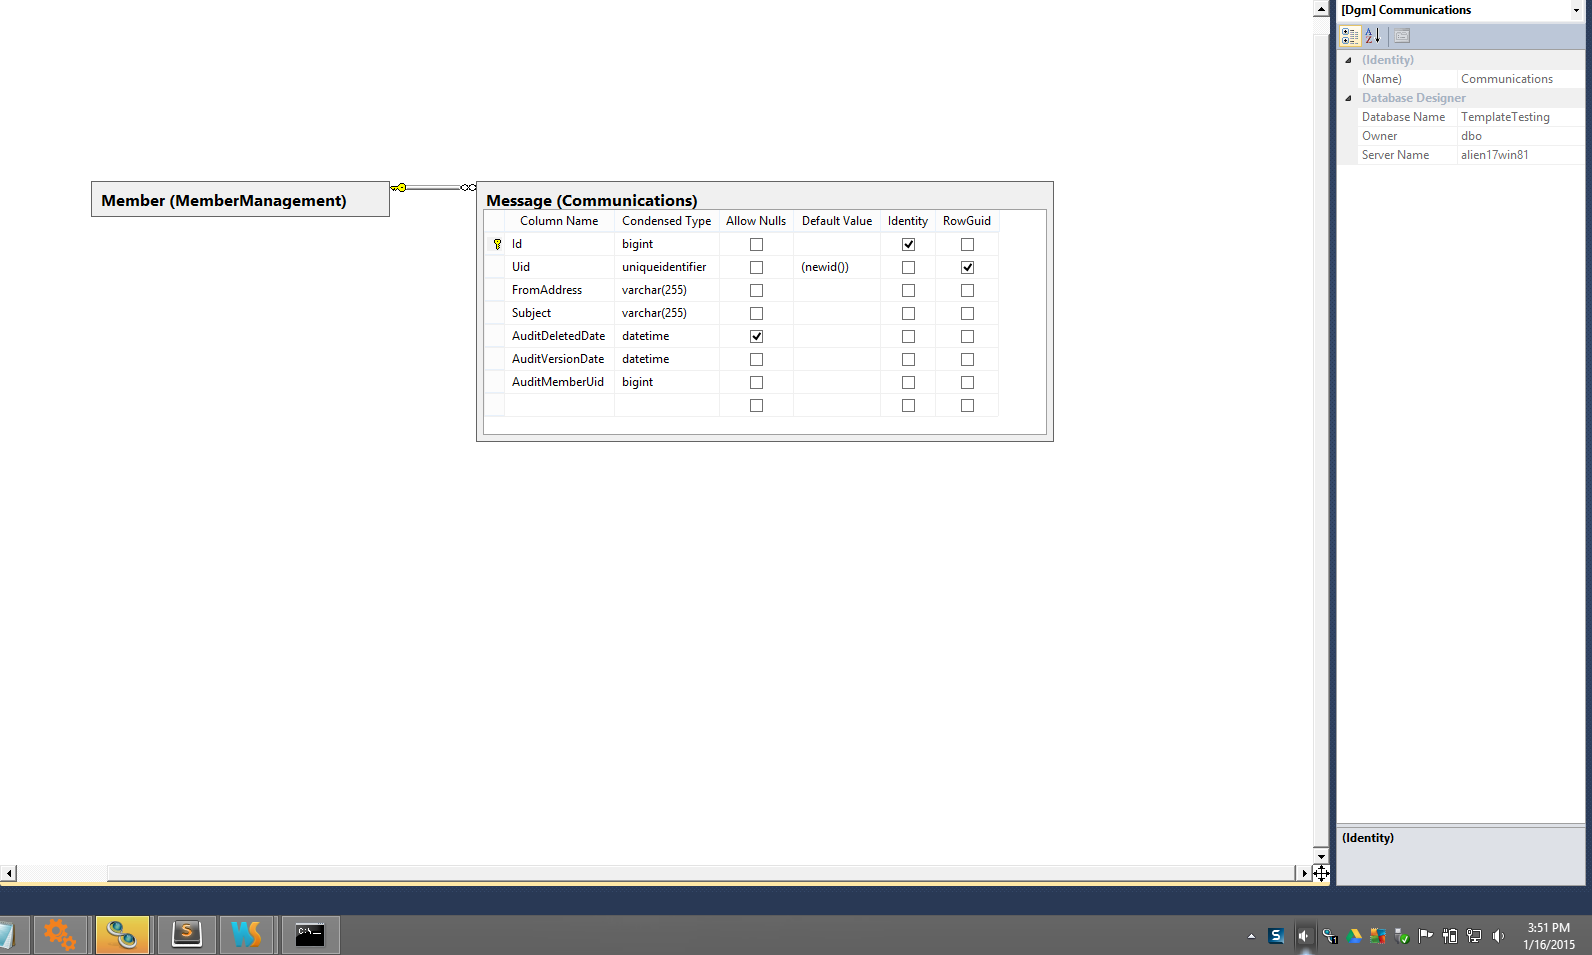 [Dgm] Communications
(Identity)
(Name) Communications
Database Designer
Database Name TemplateTesting
Owner dbo
Server Name alien17win81
Member (MemberManagement)
Message (Communications)
Column Name Condensed Type Allow Nulls Default Value Identity RowGuid
Id bigint
Uid uniqueidentifier (newid())
FromAddress varchar(255)
Subject varchar(255)
AuditDeletedDate datetime
AuditVersionDate datetime
AuditMemberUid bigint
(Identity)
3:51 PM
1/16/2015